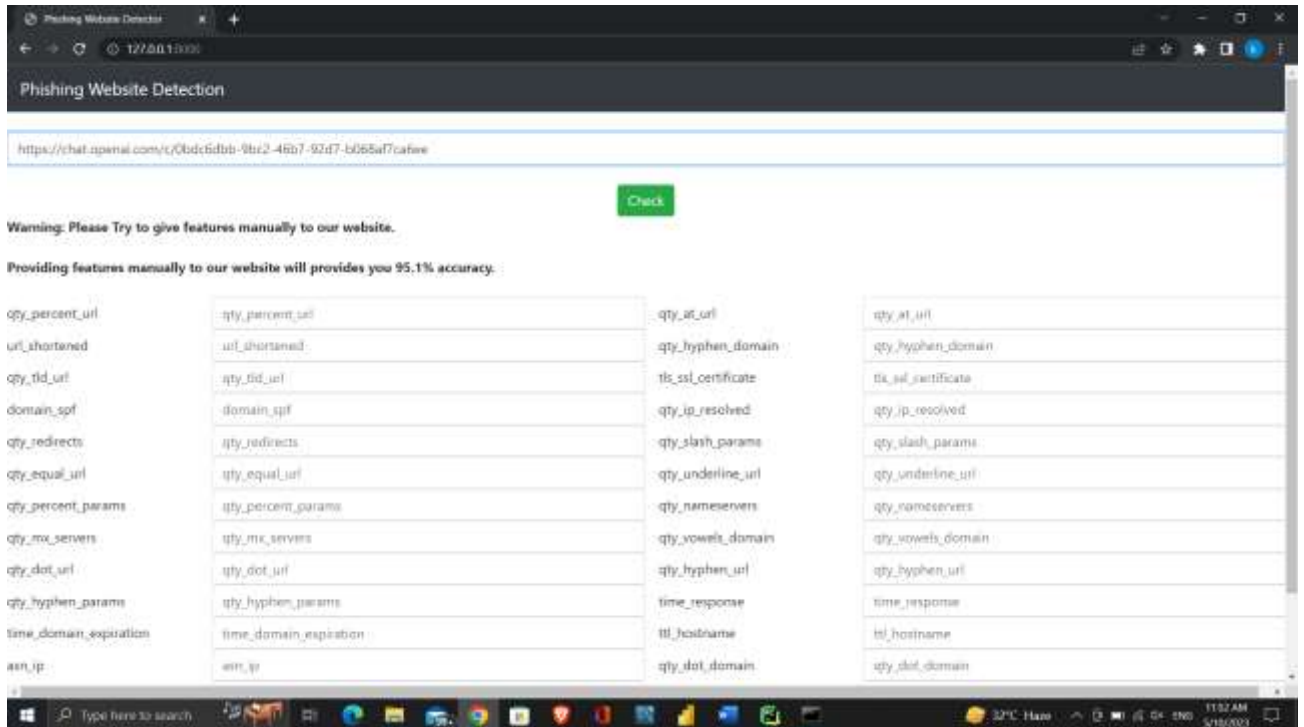 Phishing Website Detector
127.0.0.1:8000
Phishing Website Detection
Check
Warning: Please Try to give features manually to our website.
Providing features manually to our website will provides you 95.1% accuracy.
qty_percent_url qty_percent_url qty_at_url qty_at_url
url_shortened url_shortened qty_hyphen_domain qty_hyphen_domain
qty_tld_url qty_tld_url tls_ssl_certificate tls_ssl_certificate
domain_spf domain_spf qty_ip_resolved qty_ip_resolved
qty_redirects qty_redirects qty_slash_params qty_slash_params
qty_equal_url qty_equal_url qty_underline_url qty_underline_url
qty_percent_params qty_percent_params qty_nameservers qty_nameservers
qty_mx_servers qty_mx_servers qty_vowels_domain qty_vowels_domain
qty_dot_url qty_dot_url qty_hyphen_url qty_hyphen_url
qty_hyphen_params qty_hyphen_params time_response time_response
time_domain_expiration time_domain_expiration ttl_hostname ttl_hostname
asn_ip asn_ip qty_dot_domain qty_dot_domain
Type here to search 32°C Haze ENG 11:02 AM